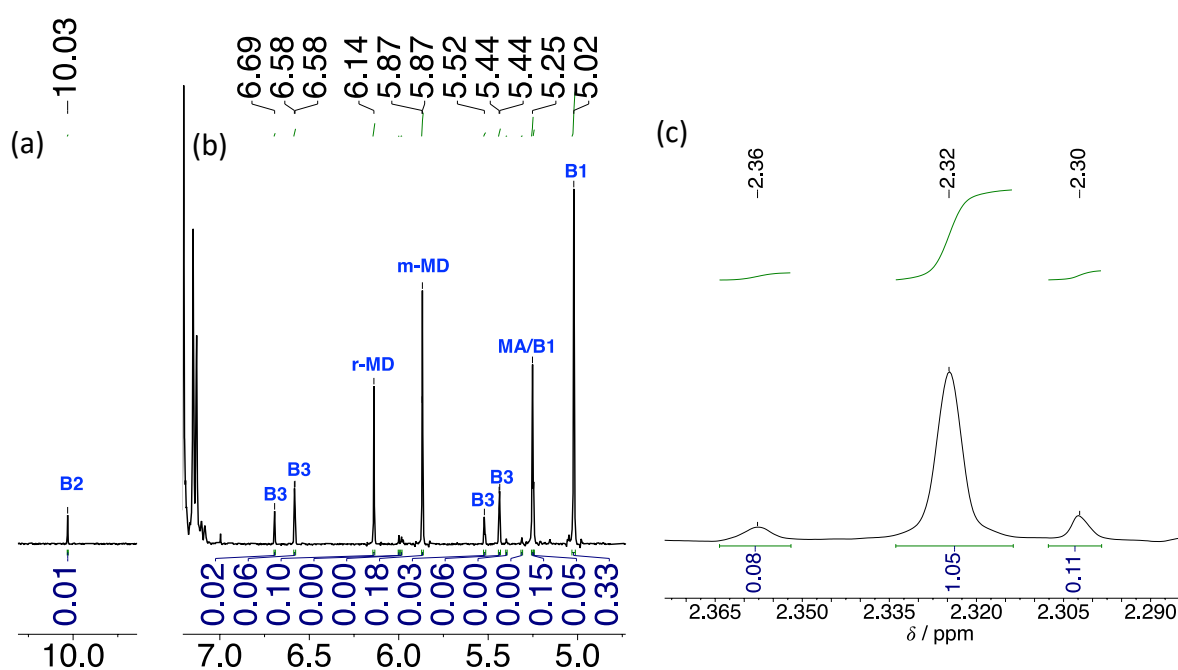 (a)
-10.03
B2
0.01
10.0
(b)
6.69
6.58
6.58
6.14
5.87
5.87
5.52
5.44
5.44
5.25
5.02
B1
m-MD
MA/B1
r-MD
B3
B3
B3
B3
0.02
0.06
0.10
0.00
0.00
0.18
0.03
0.06
0.00
0.00
0.15
0.05
0.33
7.0 6.5 6.0 5.5 5.0
(c)
-2.36
-2.32
-2.30
0.08
1.05
0.11
2.365 2.350 2.335 2.320 2.305 2.290
δ / ppm